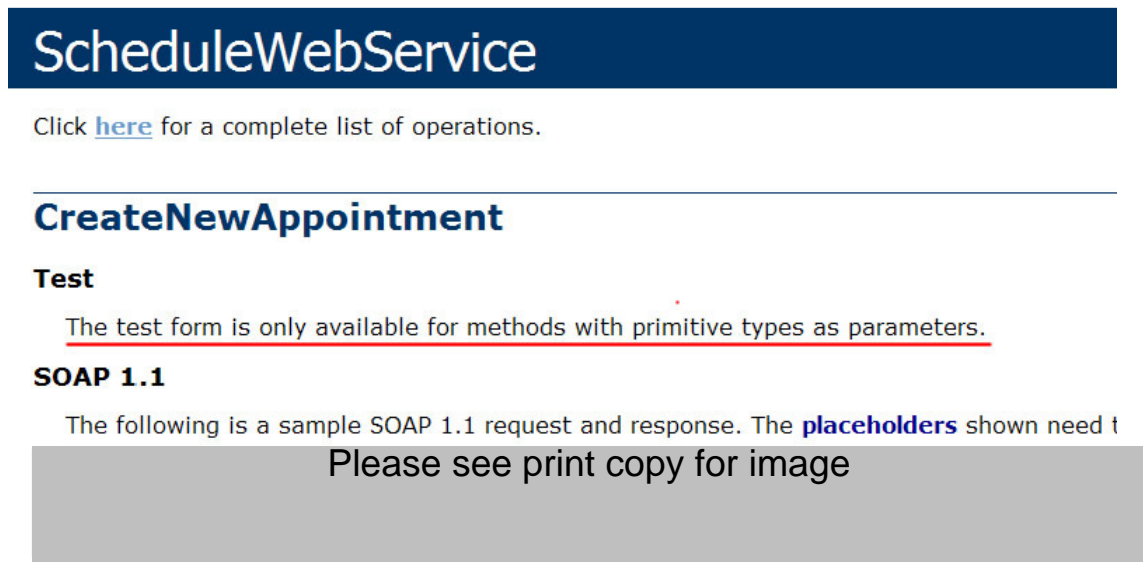 ScheduleWebService
Click here for a complete list of operations.
CreateNewAppointment
Test
The test form is only available for methods with primitive types as parameters.
SOAP 1.1
The following is a sample SOAP 1.1 request and response. The placeholders shown need
Please see print copy for image